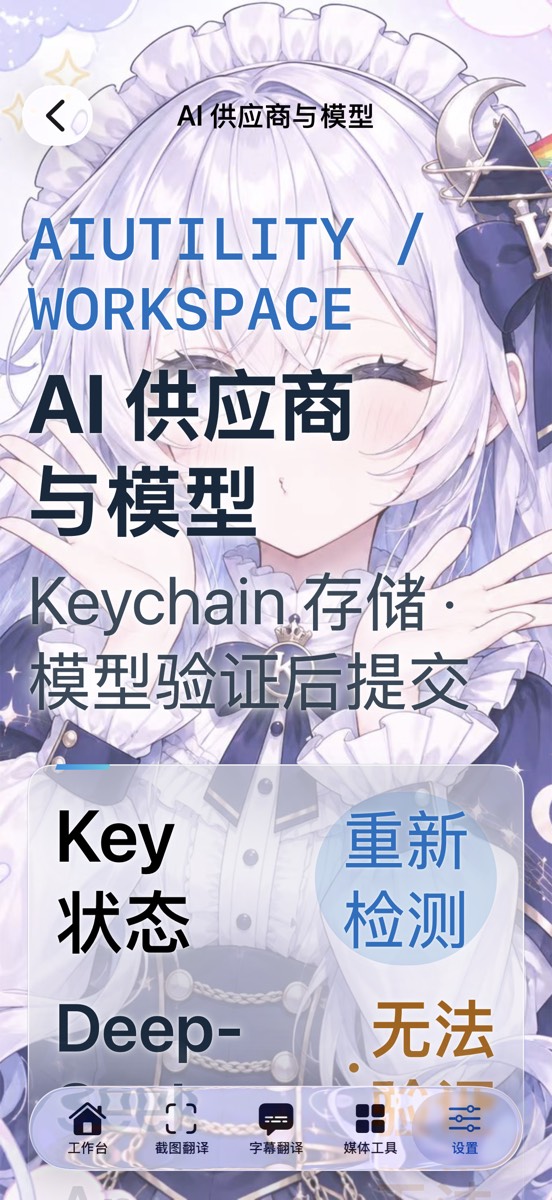 AI 供应商与模型
AIUTILITY /
WORKSPACE
AI 供应商
与模型
Keychain 存储 ·
模型验证后提交
Key
状态
重新
检测
Deep-
无法
工作台
截图翻译
字幕翻译
媒体工具
设置